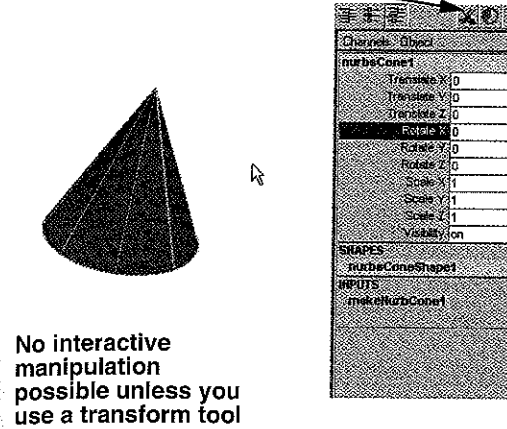 Channels Object
nurbsCone1
Translate X 0
Translate Y 0
Translate Z 0
Rotate X 0
Rotate Y 0
Rotate Z 0
Scale X 1
Scale Y 1
Scale Z 1
Visibility on
SHAPES
nurbsConeShape1
INPUTS
makeNurbCone1
No interactive
manipulation
possible unless you
use a transform tool